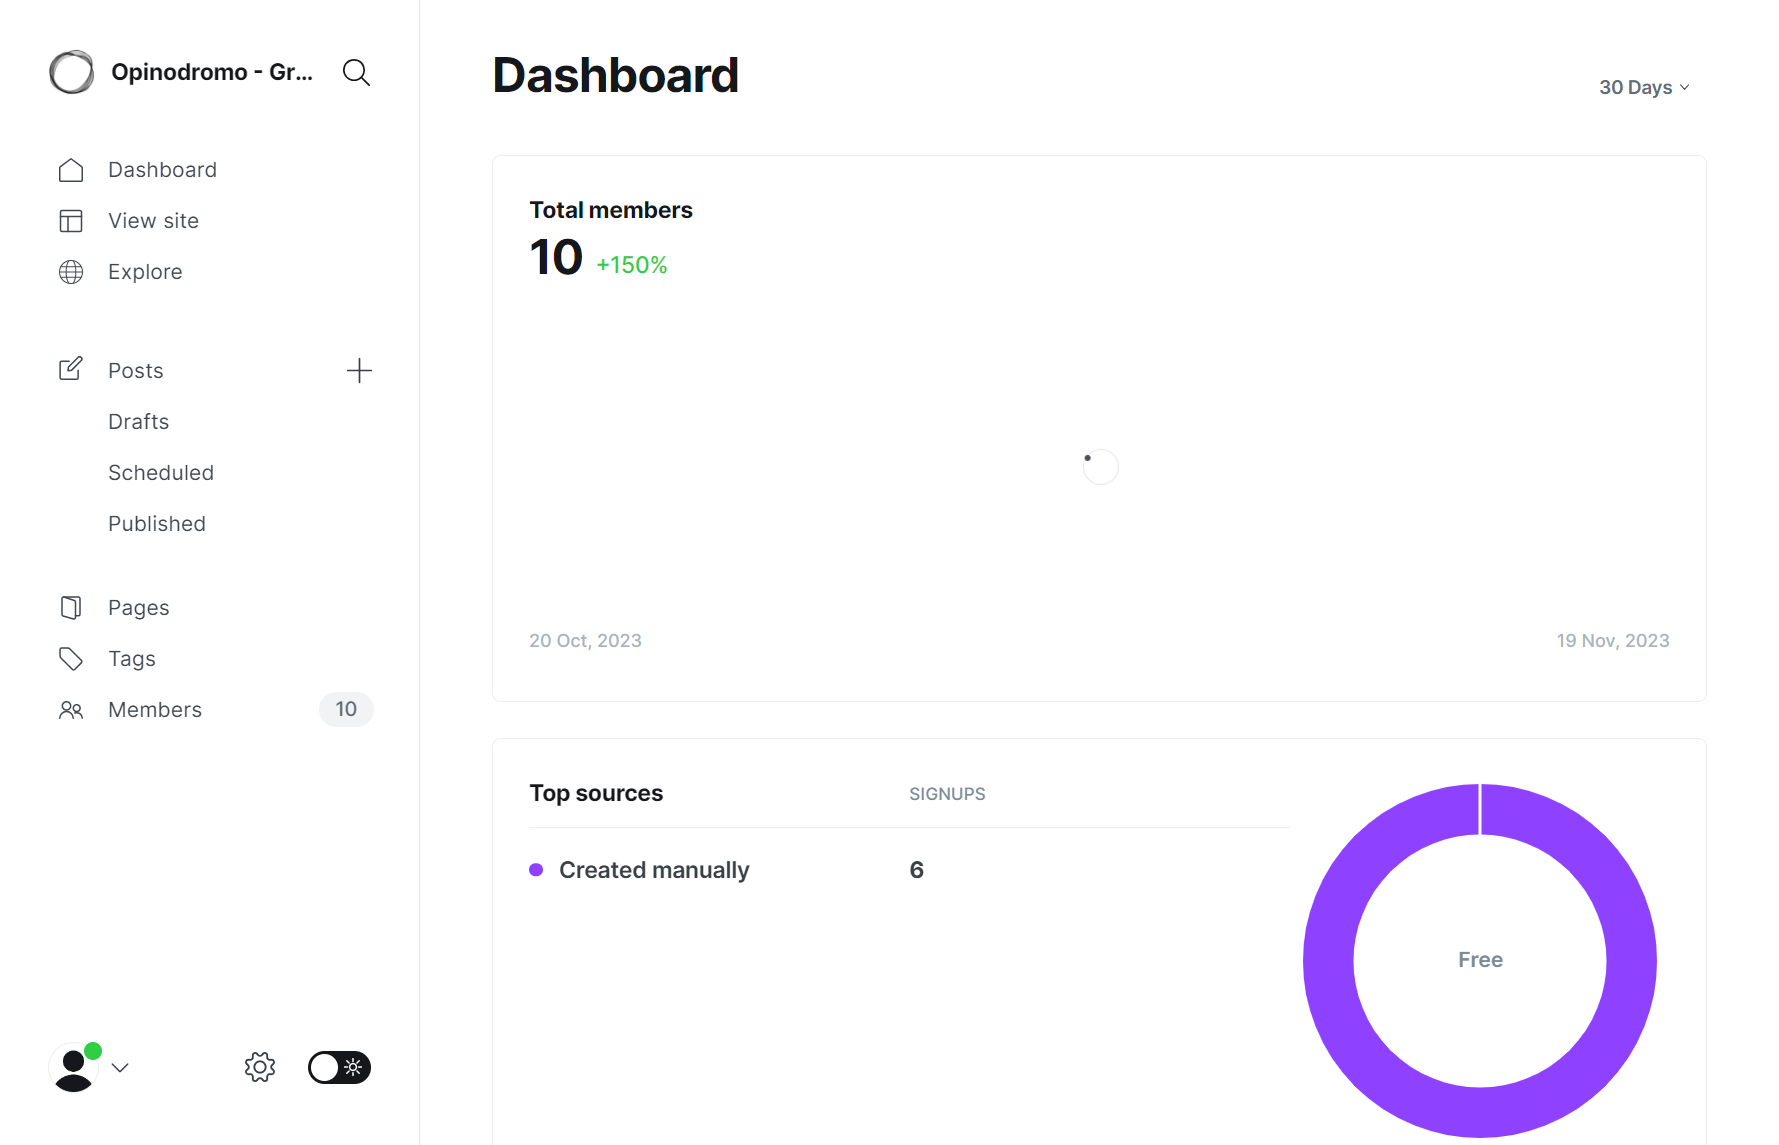 Opinodromo - Gr...
Dashboard
View site
Explore
Posts
Drafts
Scheduled
Published
Pages
Tags
Members 10
Dashboard
30 Days
Total members
10 +150%
20 Oct, 2023 19 Nov, 2023
Top sources SIGNUPS
Created manually 6
Free